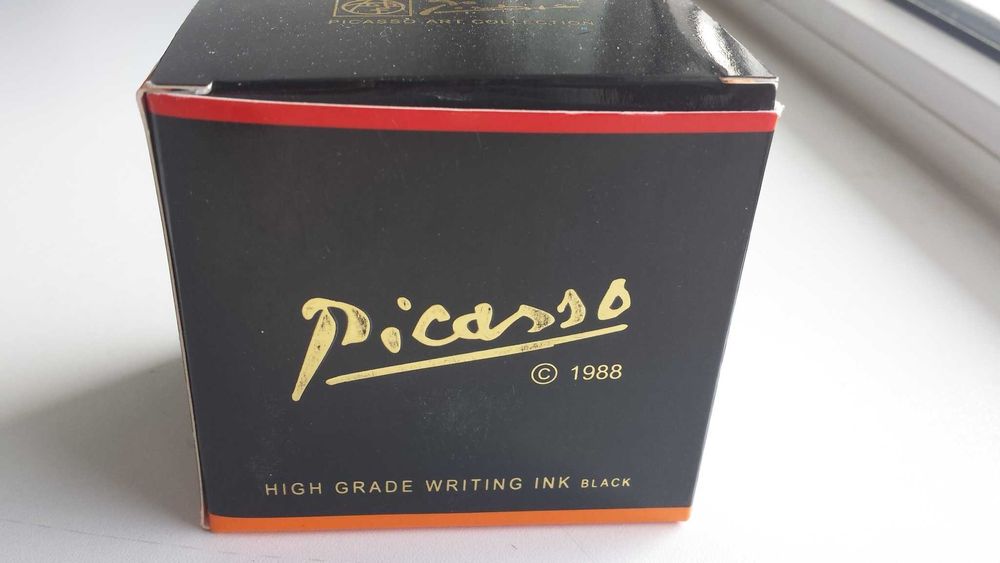 PICASSO ART COLLECTION
Picasso
© 1988
HIGH GRADE WRITING INK BLACK